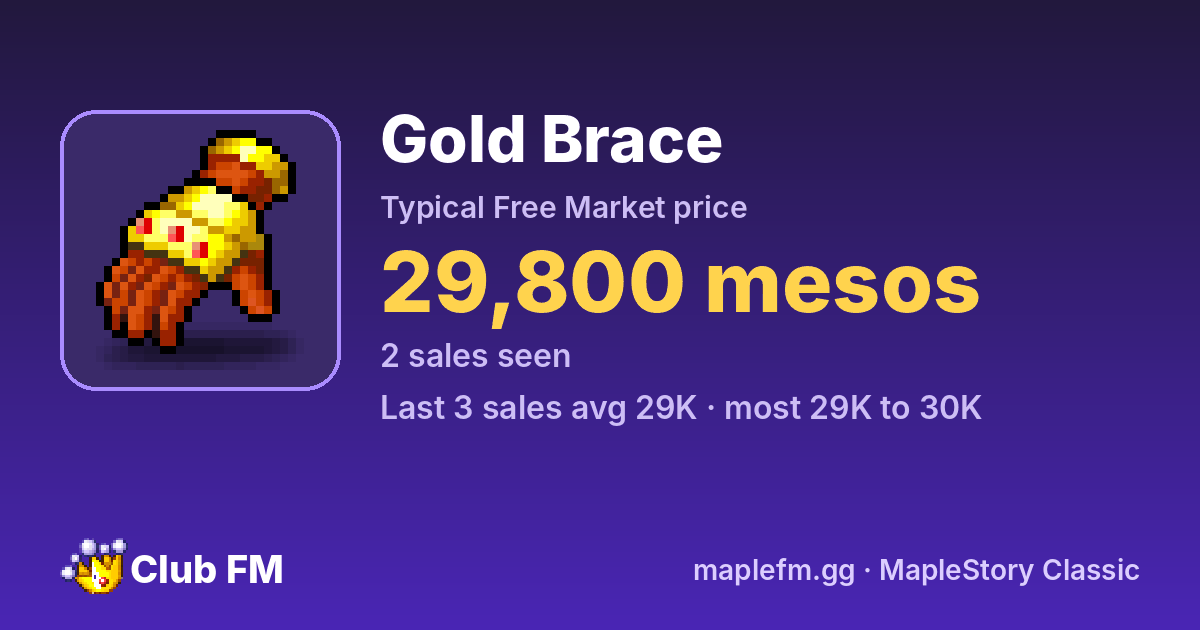 Gold Brace
Typical Free Market price
29,800 mesos
2 sales seen
Last 3 sales avg 29K · most 29K to 30K
Club FM
maplefm.gg · MapleStory Classic